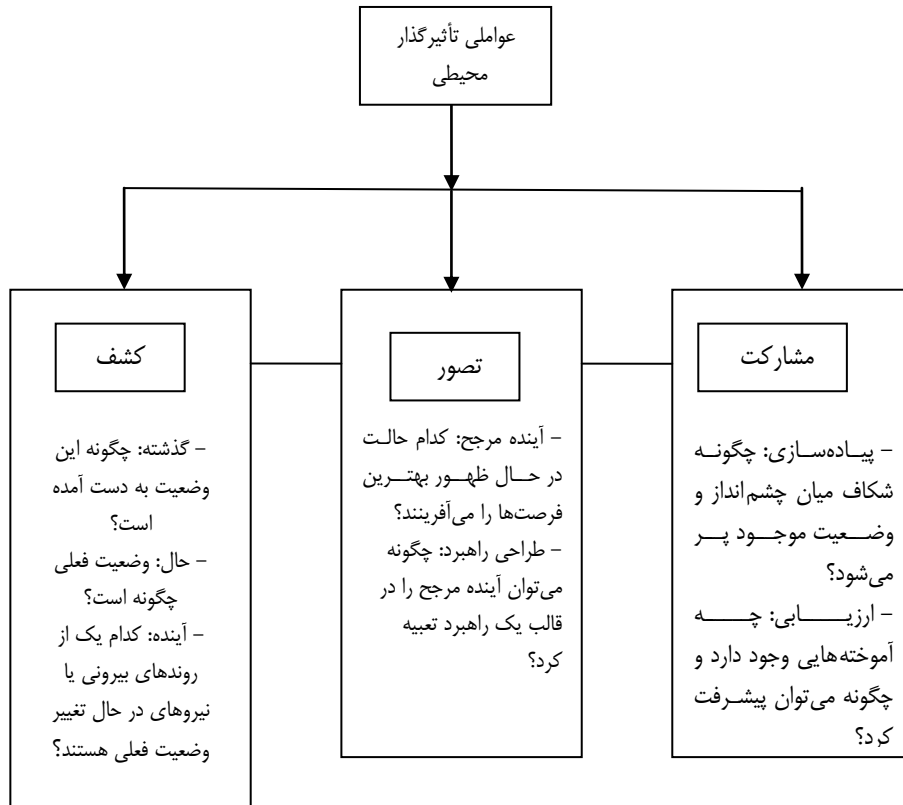 عواملی تأثیرگذار
محیطی
مشارکت
- پیاده‌سازی: چگونه
شکاف میان چشم‌انداز و
وضعیت موجود پر
می‌شود؟
- ارزیابی: چه
آموخته‌هایی وجود دارد و
چگونه می‌توان پیشرفت
کرد؟
تصور
- آینده مرجح: کدام حالت
در حال ظهور بهترین
فرصت‌ها را می‌آفرینند؟
- طراحی راهبرد: چگونه
می‌توان آینده مرجح را در
قالب یک راهبرد تعبیه
کرد؟
کشف
- گذشته: چگونه این
وضعیت به دست آمده
است؟
- حال: وضعیت فعلی
چگونه است؟
- آینده: کدام یک از
روندهای بیرونی یا
نیروهای در حال تغییر
وضعیت فعلی هستند؟